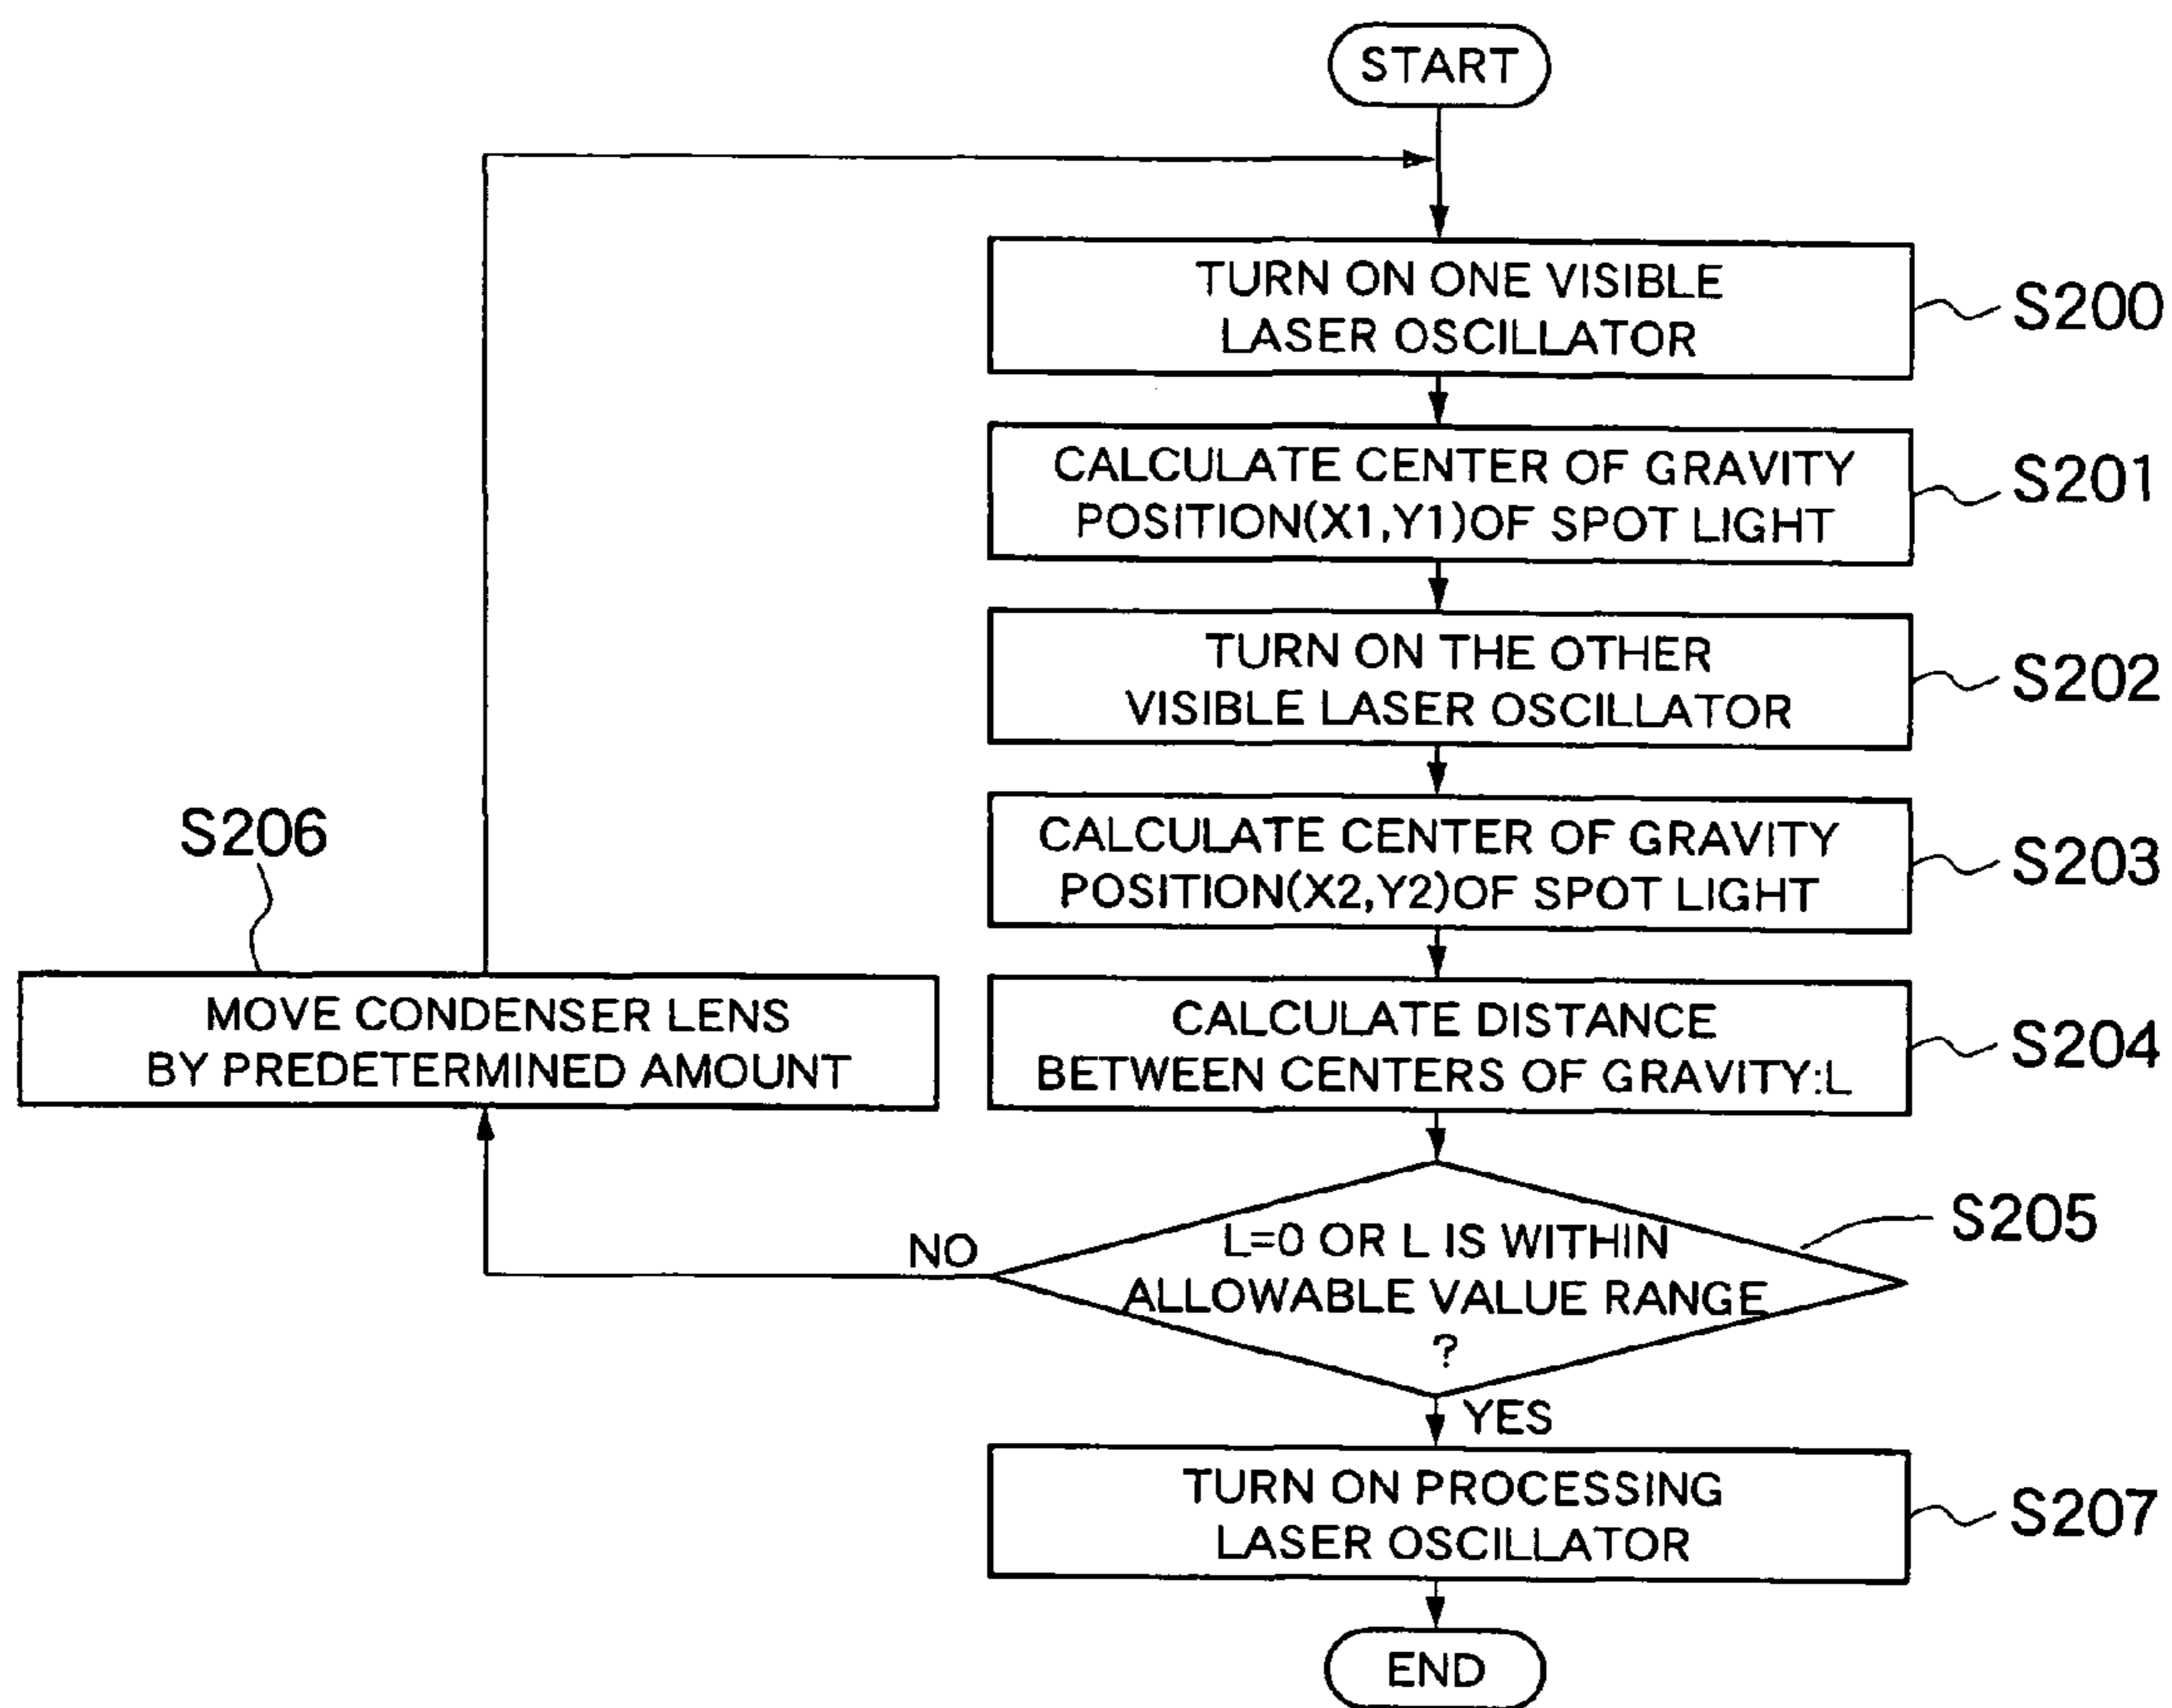 START
TURN ON ONE VISIBLE
LASER OSCILLATOR
S200
CALCULATE CENTER OF GRAVITY
POSITION(X1,Y1)OF SPOT LIGHT
S201
TURN ON THE OTHER
VISIBLE LASER OSCILLATOR
S202
CALCULATE CENTER OF GRAVITY
POSITION(X2,Y2)OF SPOT LIGHT
S203
S206
MOVE CONDENSER LENS
BY PREDETERMINED AMOUNT
CALCULATE DISTANCE
BETWEEN CENTERS OF GRAVITY:L
S204
L=0 OR L IS WITHIN
ALLOWABLE VALUE RANGE
?
S205
NO
YES
TURN ON PROCESSING
LASER OSCILLATOR
S207
END